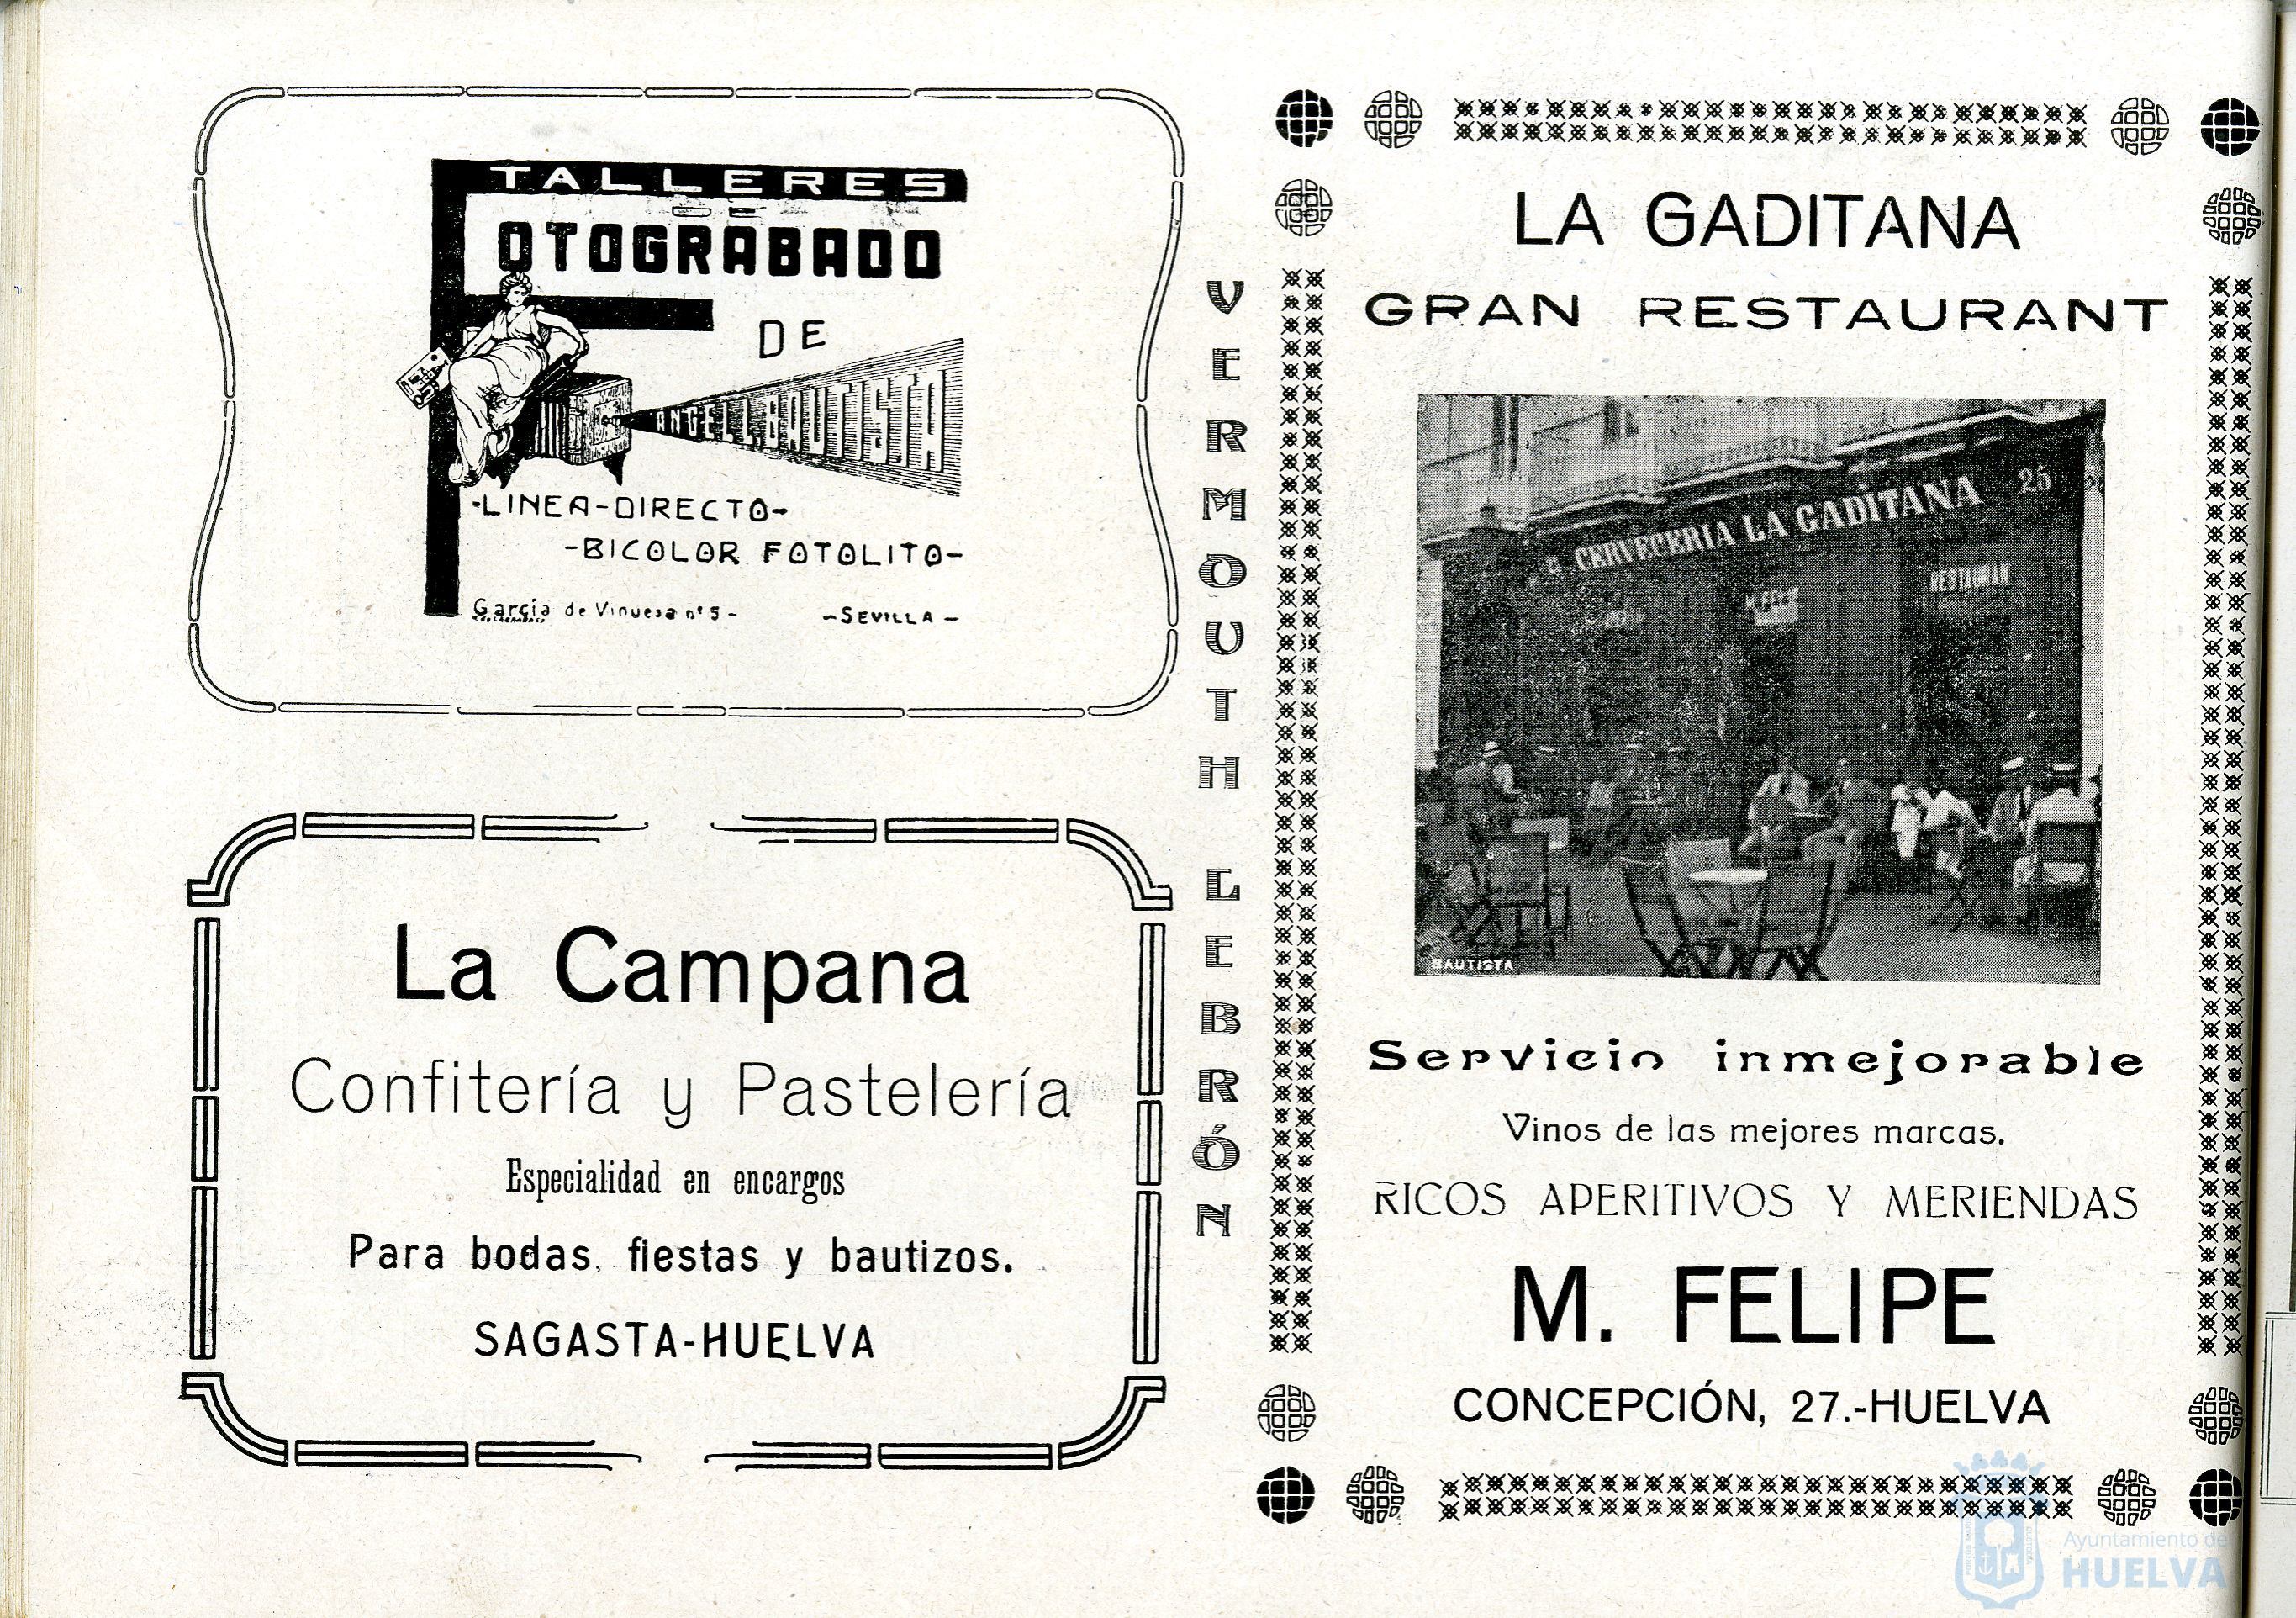 TALLERES
DE
FOTOGRABADO
DE
ANGEL L. BAUTISTA
-LINEA-DIRECTO-
-BICOLOR FOTOLITO-
Garcia de Vinuesa nº 5 - -SEVILLA-
La Campana
Confitería y Pastelería
Especialidad en encargos
Para bodas, fiestas y bautizos.
SAGASTA-HUELVA
VERMOUTH LEBRÓN
LA GADITANA
GRAN RESTAURANT
CERVECERIA LA GADITANA 25
M. FELIPE
RESTAURAN
BAUTISTA
Servicio inmejorable
Vinos de las mejores marcas.
RICOS APERITIVOS Y MERIENDAS
M. FELIPE
CONCEPCIÓN, 27.-HUELVA
Ayuntamiento de
HUELVA